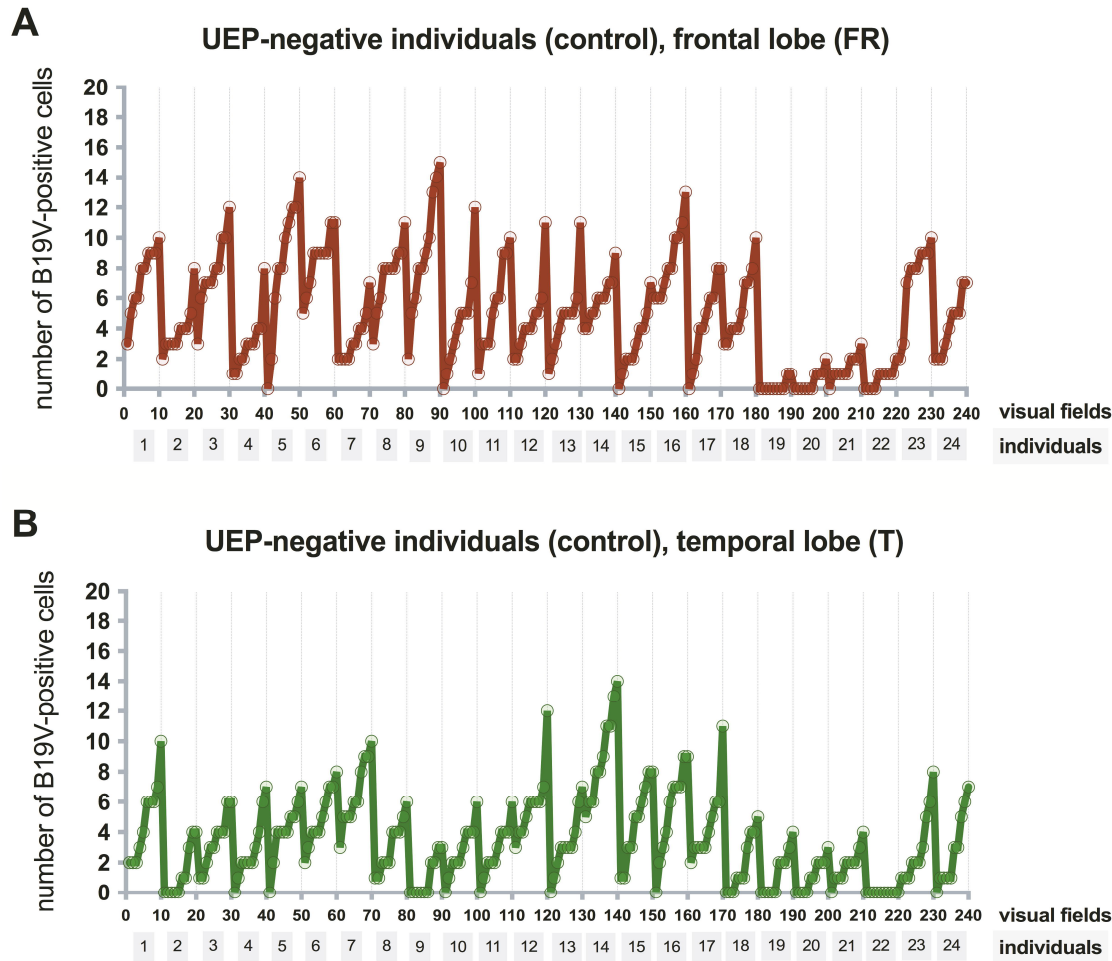 A
UEP-negative individuals (control), frontal lobe (FR)
number of B19V-positive cells
20
18
16
14
12
10
8
6
4
2
0
0 10 20 30 40 50 60 70 80 90 100 110 120 130 140 150 160 170 180 190 200 210 220 230 240 visual fields
1 2 3 4 5 6 7 8 9 10 11 12 13 14 15 16 17 18 19 20 21 22 23 24 individuals
B
UEP-negative individuals (control), temporal lobe (T)
number of B19V-positive cells
20
18
16
14
12
10
8
6
4
2
0
0 10 20 30 40 50 60 70 80 90 100 110 120 130 140 150 160 170 180 190 200 210 220 230 240 visual fields
1 2 3 4 5 6 7 8 9 10 11 12 13 14 15 16 17 18 19 20 21 22 23 24 individuals